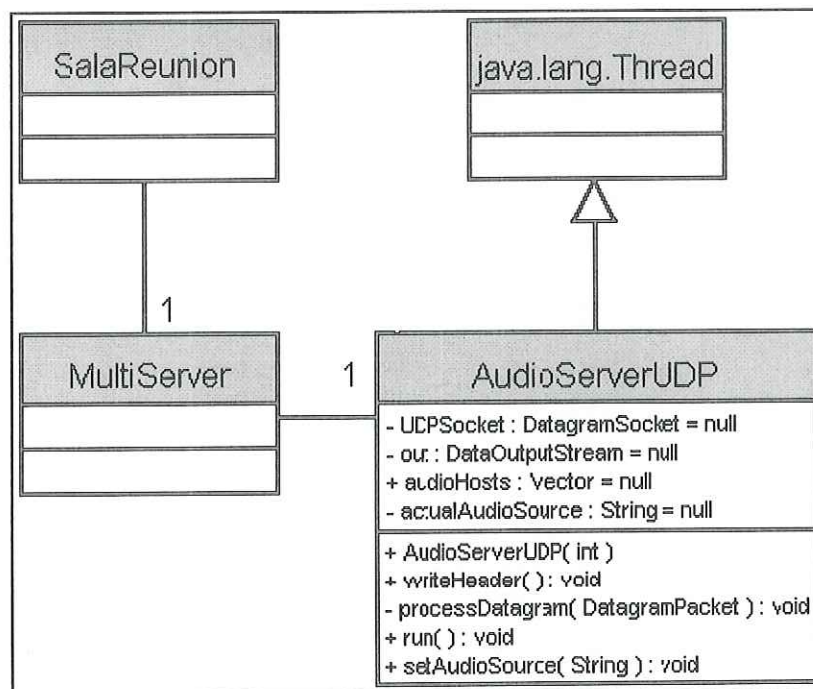 SalaReunion
java.lang.Thread
1
MultiServer
1
AudioServerUDP
- UDPSocket : DatagramSocket = null
- out : DataOutputStream = null
+ audioHosts : Vector = null
- actualAudioSource : String = null
+ AudioServerUDP( int )
+ writeHeader( ) : void
- processDatagram( DatagramPacket ) : void
+ run( ) : void
+ setAudioSource( String ) : void